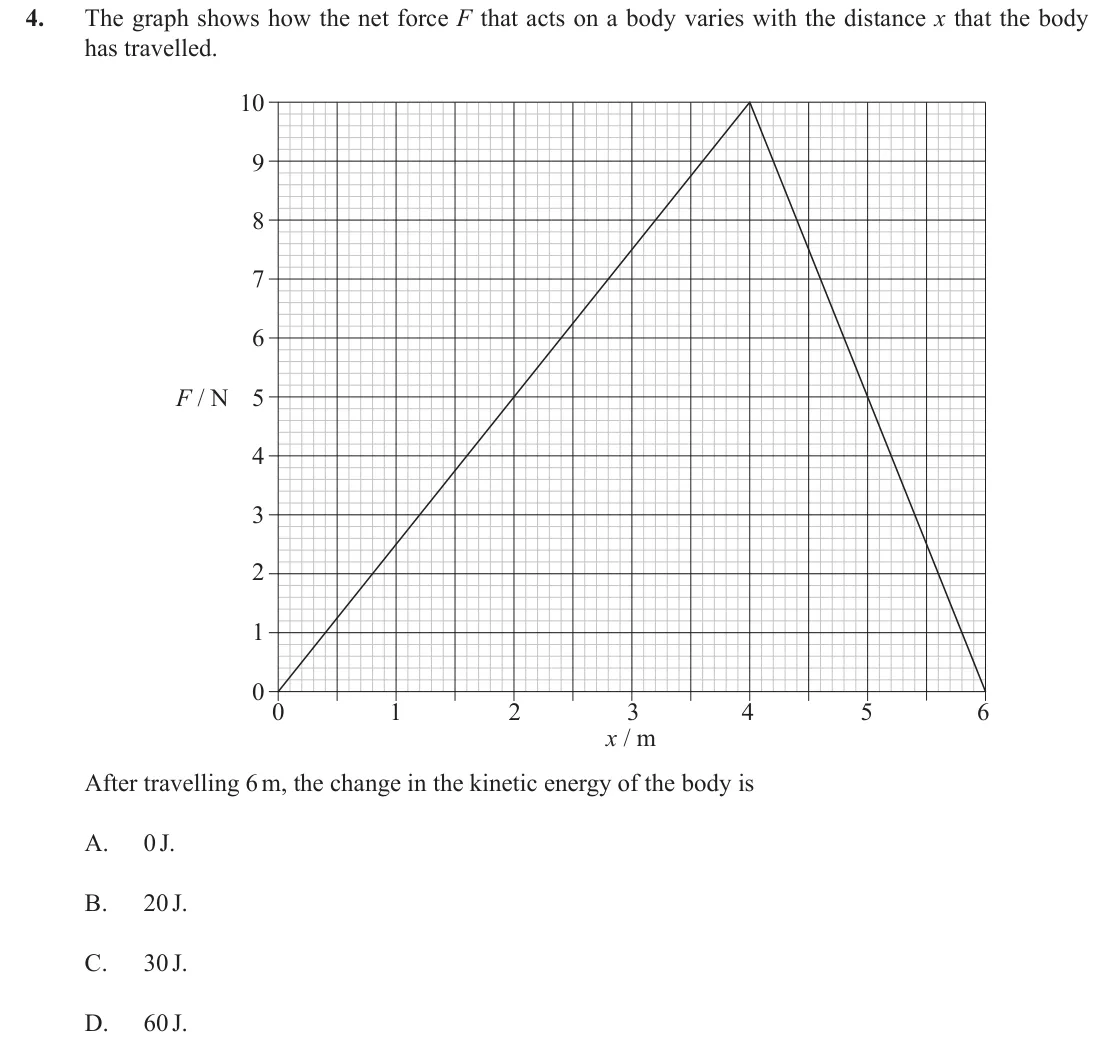 4. The graph shows how the net force F that acts on a body varies with the distance x that the body
has travelled.
10
9
8
7
6
F / N 5
4
3
2
1
0
0 1 2 3 4 5 6
x / m
After travelling 6 m, the change in the kinetic energy of the body is
A. 0 J.
B. 20 J.
C. 30 J.
D. 60 J.